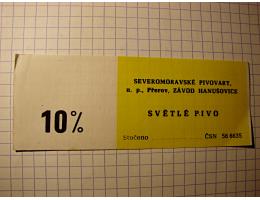 SEVEROMORAVSKÉ PIVOVARY,
n. p., Přerov, ZÁVOD HANUŠOVICE
10%
SVĚTLÉ PIVO
Stočeno
ČSN 56 6635